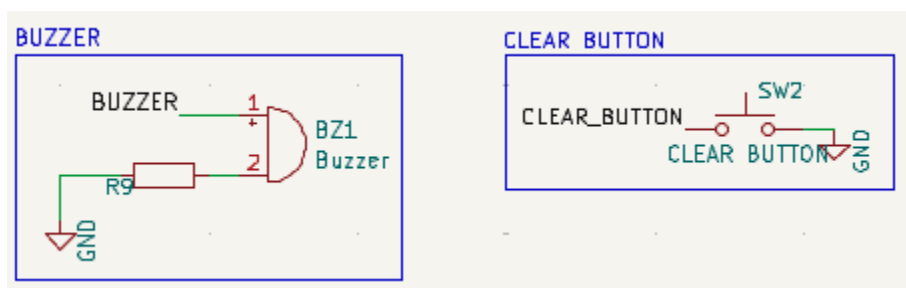 BUZZER
BUZZER
1
+
BZ1
Buzzer
2
R9
GND
CLEAR BUTTON
SW2
CLEAR_BUTTON
CLEAR BUTTON
GND